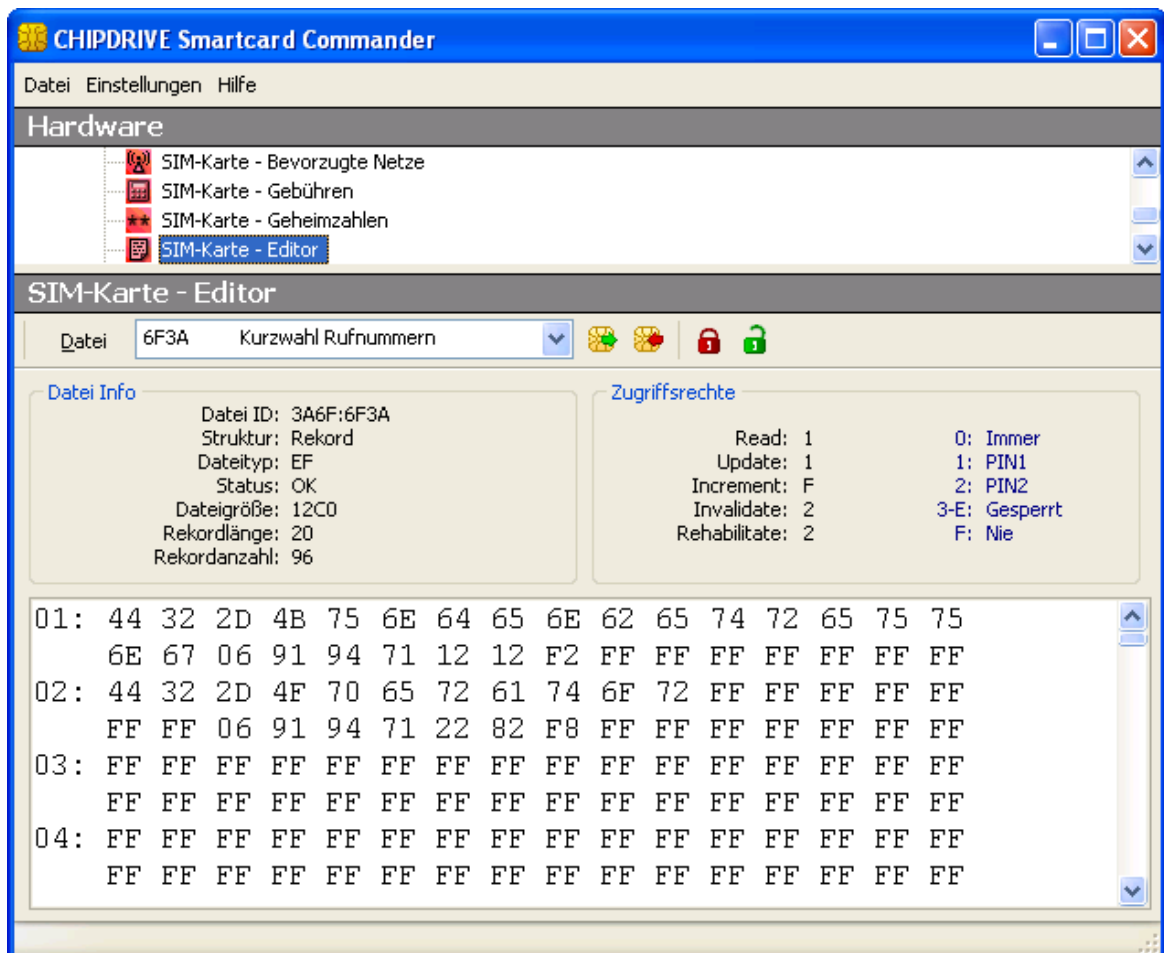 CHIPDRIVE Smartcard Commander
Datei Einstellungen Hilfe
Hardware
SIM-Karte - Bevorzugte Netze
SIM-Karte - Gebühren
SIM-Karte - Geheimzahlen
SIM-Karte - Editor
SIM-Karte - Editor
Datei 6F3A Kurzwahl Rufnummern
Datei Info
Datei ID: 3A6F:6F3A
Struktur: Rekord
Dateityp: EF
Status: OK
Dateigröße: 12C0
Rekordlänge: 20
Rekordanzahl: 96
Zugriffsrechte
Read: 1 0: Immer
Update: 1 1: PIN1
Increment: F 2: PIN2
Invalidate: 2 3-E: Gesperrt
Rehabilitate: 2 F: Nie
01: 44 32 2D 4B 75 6E 64 65 6E 62 65 74 72 65 75 75
6E 67 06 91 94 71 12 12 F2 FF FF FF FF FF FF FF
02: 44 32 2D 4F 70 65 72 61 74 6F 72 FF FF FF FF FF
FF FF 06 91 94 71 22 82 F8 FF FF FF FF FF FF FF
03: FF FF FF FF FF FF FF FF FF FF FF FF FF FF FF FF
FF FF FF FF FF FF FF FF FF FF FF FF FF FF FF FF
04: FF FF FF FF FF FF FF FF FF FF FF FF FF FF FF FF
FF FF FF FF FF FF FF FF FF FF FF FF FF FF FF FF